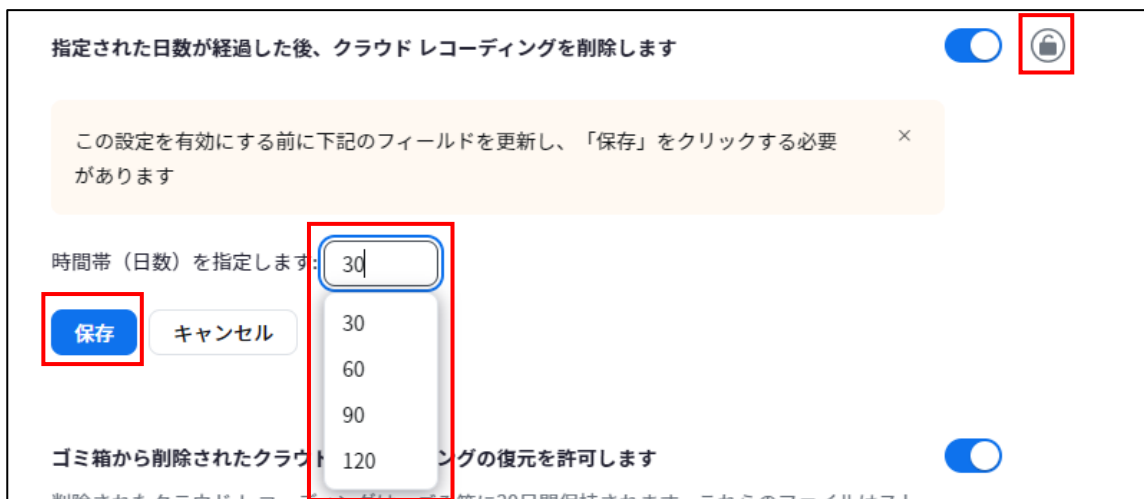 指定された日数が経過した後、クラウド レコーディングを削除します
この設定を有効にする前に下記のフィールドを更新し、「保存」をクリックする必要
があります
時間帯（日数）を指定します:
30
保存
キャンセル
30
60
90
120
ゴミ箱から削除されたクラウド
ングの復元を許可します